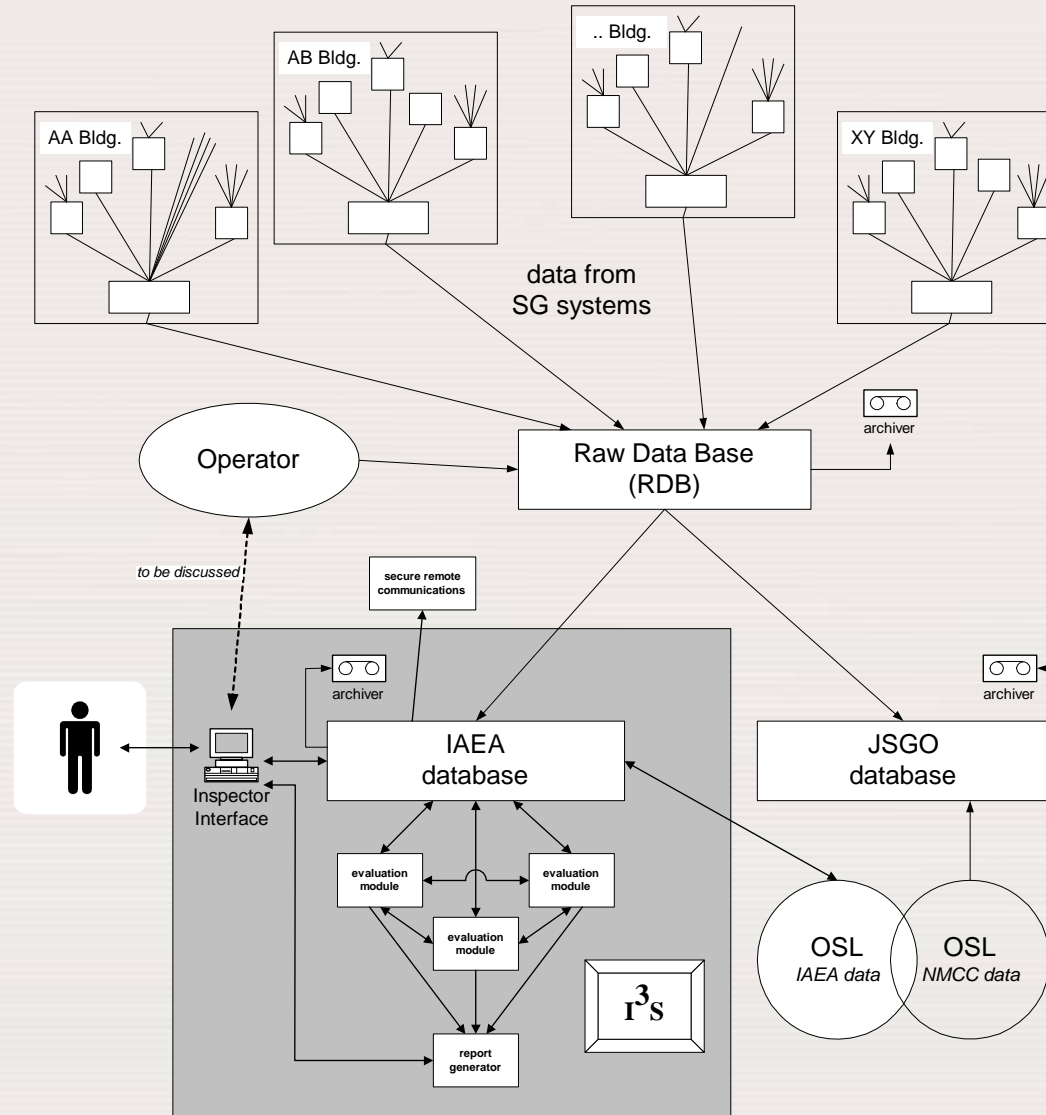 AA Bldg.
AB Bldg.
.. Bldg.
XY Bldg.
data from
SG systems
archiver
Operator
Raw Data Base
(RDB)
to be discussed
secure remote
communications
archiver
archiver
IAEA
database
JSGO
database
Inspector
Interface
evaluation
module
evaluation
module
evaluation
module
OSL
IAEA data
OSL
NMCC data
I³S
report
generator